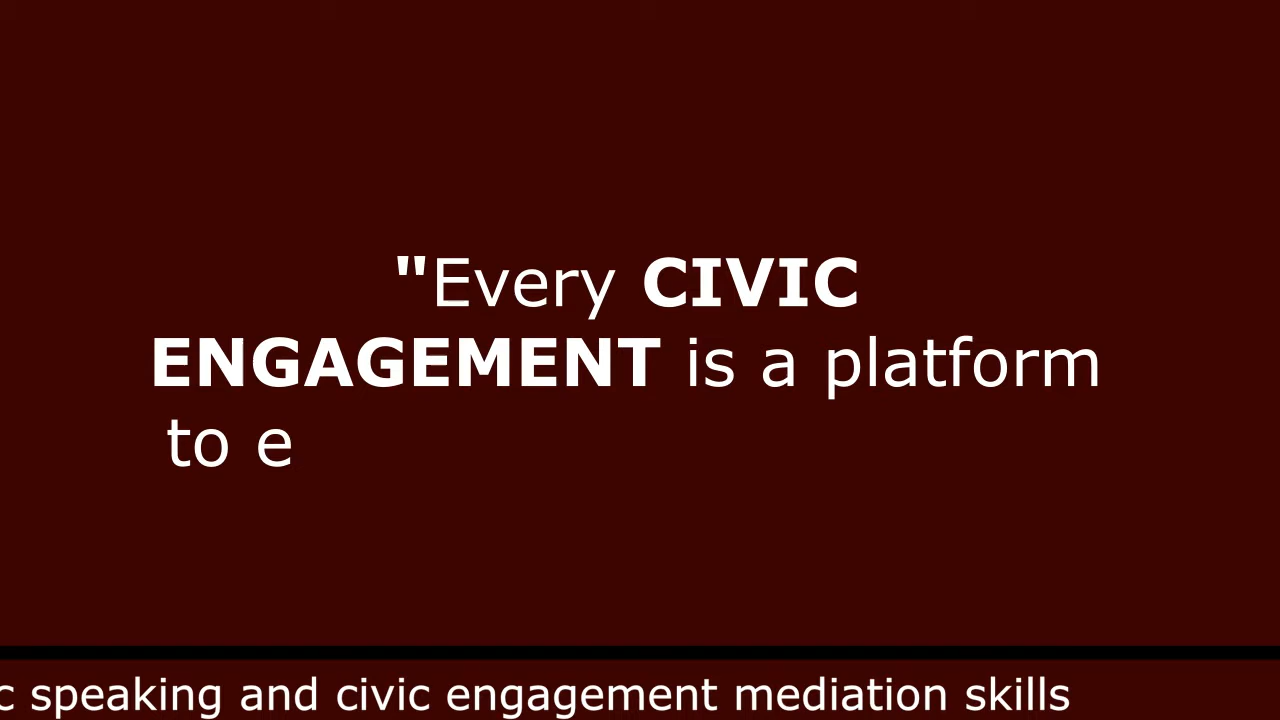 "Every CIVIC
ENGAGEMENT is a platform
to e
c speaking and civic engagement mediation skills